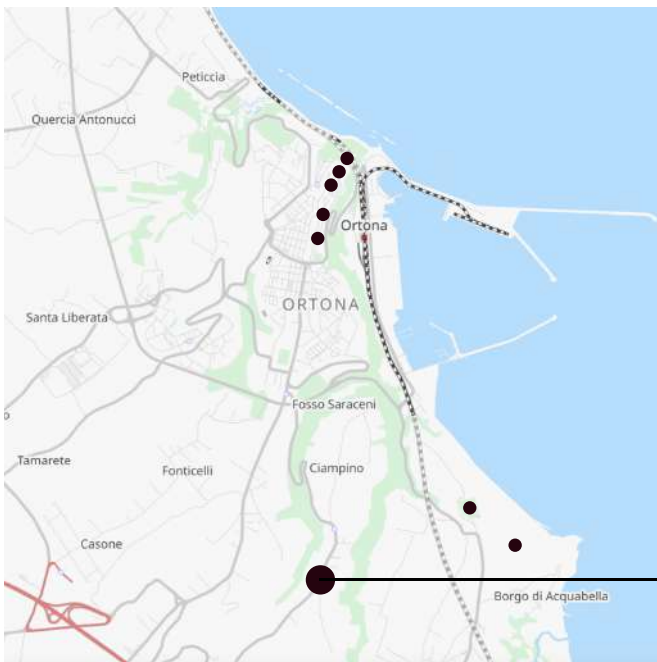 Peticcia
Quercia Antonucci
Ortona
ORTONA
Santa Liberata
Fosso Saraceni
Tamarete
Fonticelli
Ciampino
Casone
Borgo di Acquabella